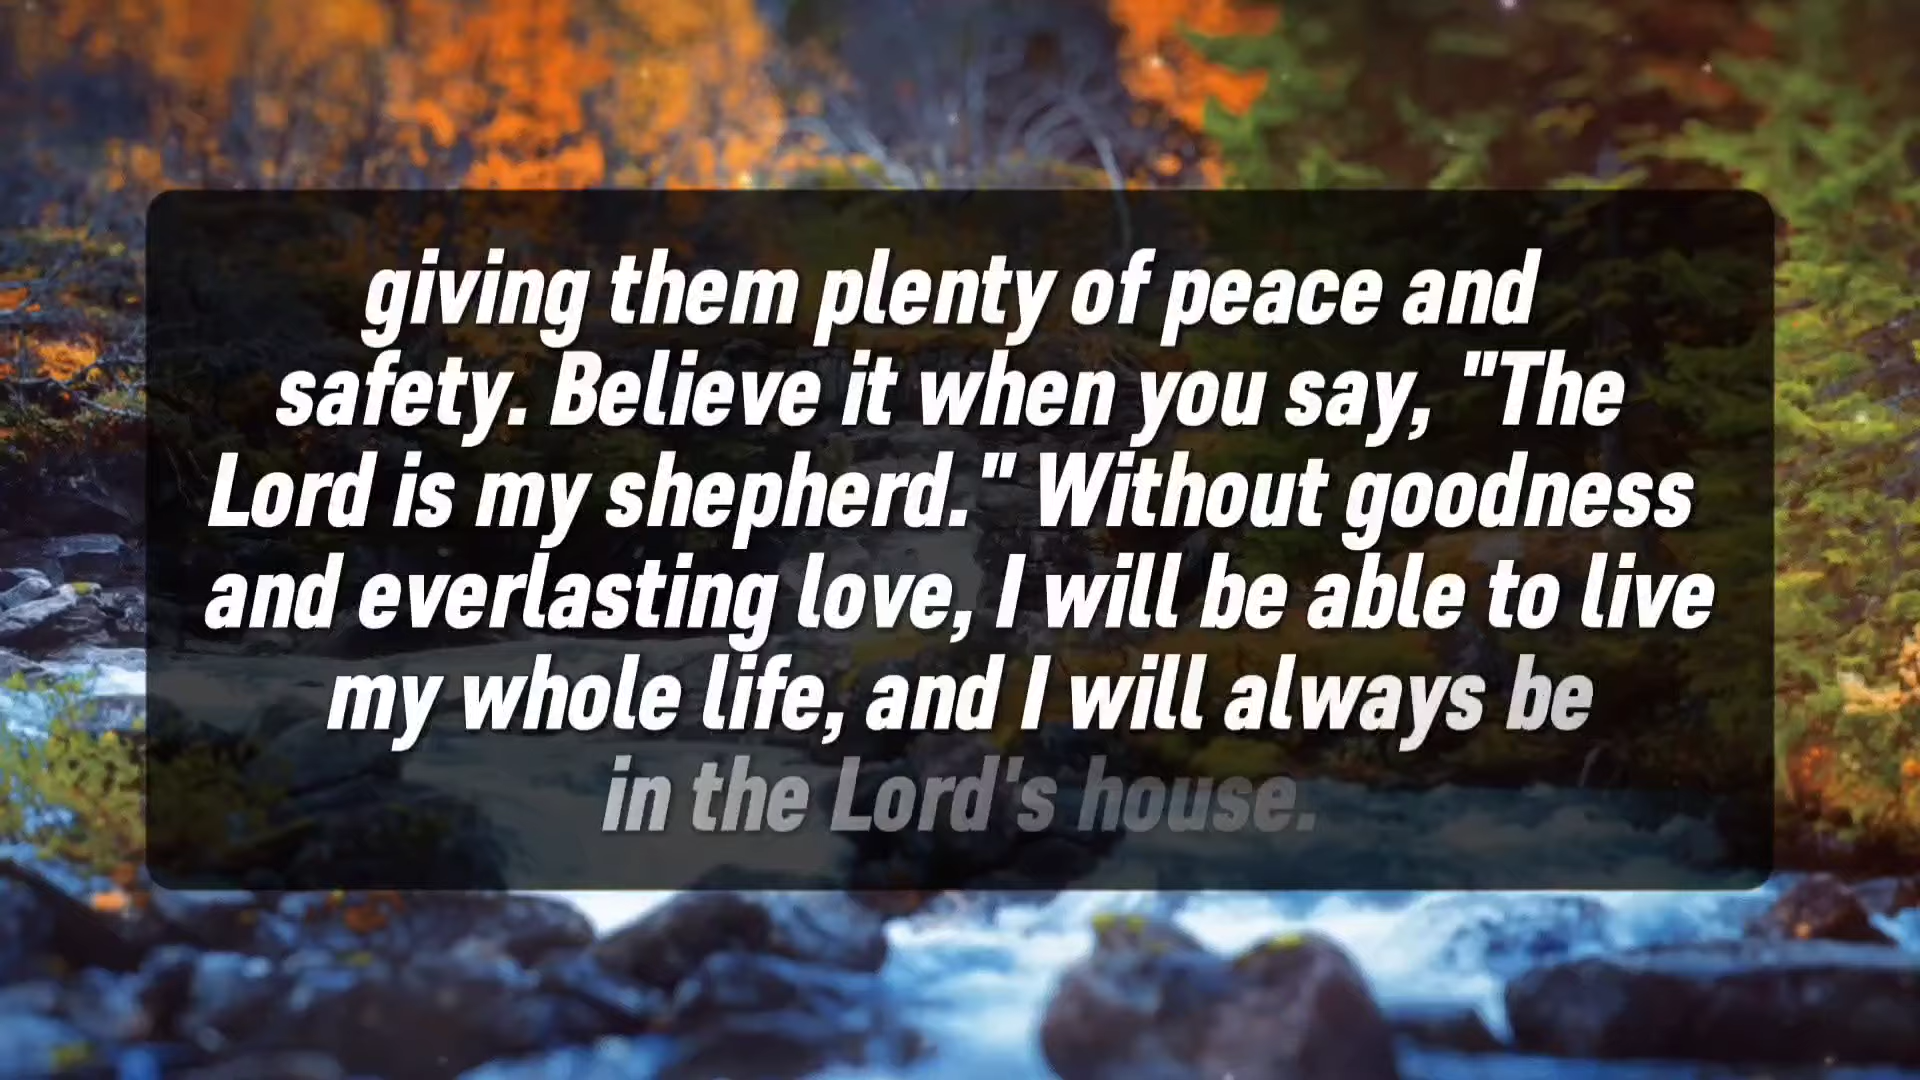 giving them plenty of peace and
safety. Believe it when you say, "The
Lord is my shepherd." Without goodness
and everlasting love, I will be able to live
my whole life, and I will always be
in the Lord's house.